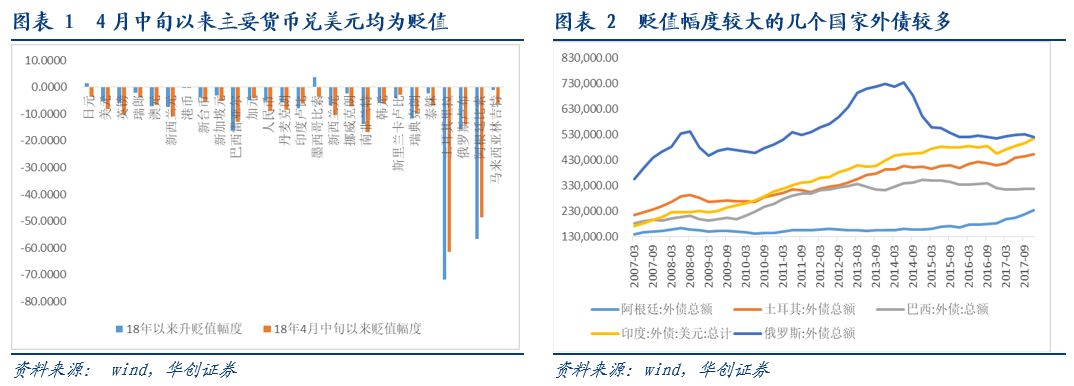 图表 1 4月中旬以来主要货币兑美元均为贬值
10.0000
0.0000
-10.0000
-20.0000
-30.0000
-40.0000
-50.0000
-60.0000
-70.0000
-80.0000
日元
美元
英镑
瑞郎
澳元
新西兰元
港币
新台币
新加坡元
巴西雷亚尔
加元
人民币
丹麦克朗
印度卢比
墨西哥比索
新西兰元
挪威克朗
南非兰特
韩元
斯里兰卡卢比
瑞典克朗
泰铢
土耳其里拉
俄罗斯卢布
阿根廷比索
马来西亚林吉特
18年以来升贬值幅度
18年4月中旬以来贬值幅度
资料来源: wind, 华创证券
图表 2 贬值幅度较大的几个国家外债较多
830,000.00
730,000.00
630,000.00
530,000.00
430,000.00
330,000.00
230,000.00
130,000.00
2007-03
2007-09
2008-03
2008-09
2009-03
2009-09
2010-03
2010-09
2011-03
2011-09
2012-03
2012-09
2013-03
2013-09
2014-03
2014-09
2015-03
2015-09
2016-03
2016-09
2017-03
2017-09
阿根廷:外债总额
土耳其:外债总额
巴西:外债:总额
印度:外债:美元:总计
俄罗斯:外债总额
资料来源: wind, 华创证券